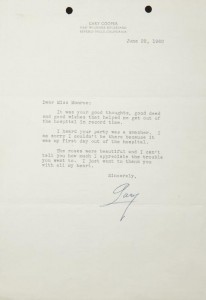 GARY COOPER
June 30, 1960
Dear Miss
It was your good thoughts, good deed
and good wishes that helped me get out of
the hospital in record time.
I heard your party was a smasher. I
am sorry I couldn't be there because it
was my first day out of the hospital.
The roses were beautiful and I can't
tell you how much I appreciate the trouble
you went to. I just want to thank you
with all my heart.
Sincerely,
Gary